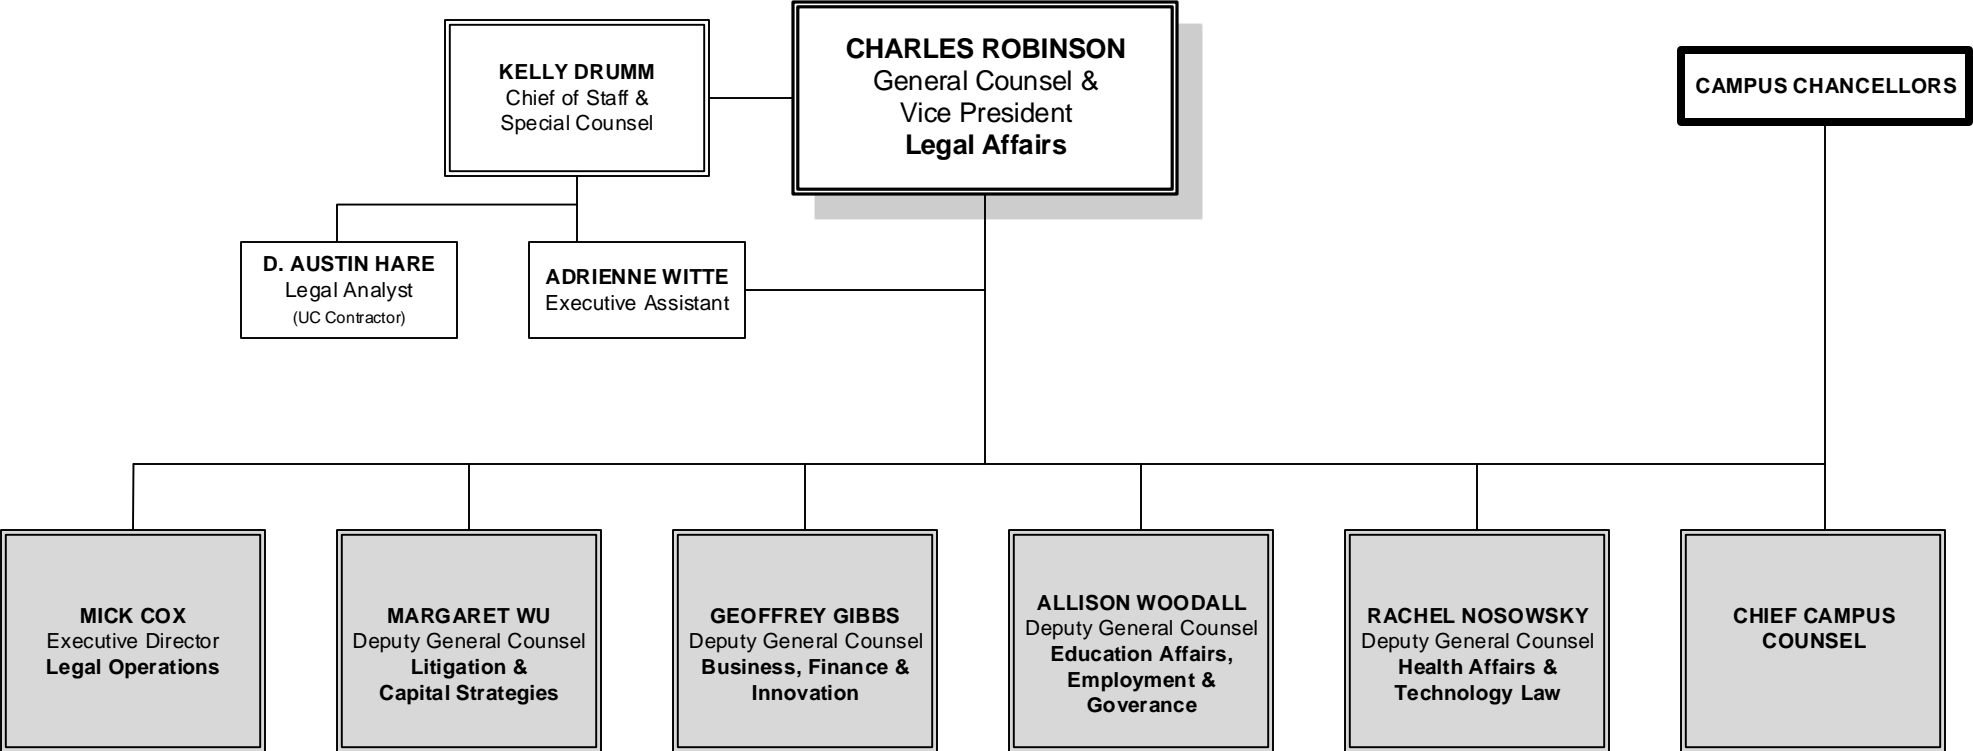 KELLY DRUMM
Chief of Staff &
Special Counsel
CHARLES ROBINSON
General Counsel &
Vice President
Legal Affairs
CAMPUS CHANCELLORS
D. AUSTIN HARE
Legal Analyst
(UC Contractor)
ADRIENNE WITTE
Executive Assistant
MICK COX
Executive Director
Legal Operations
MARGARET WU
Deputy General Counsel
Litigation &
Capital Strategies
GEOFFREY GIBBS
Deputy General Counsel
Business, Finance &
Innovation
ALLISON WOODALL
Deputy General Counsel
Education Affairs,
Employment &
Goverance
RACHEL NOSOWSKY
Deputy General Counsel
Health Affairs &
Technology Law
CHIEF CAMPUS
COUNSEL